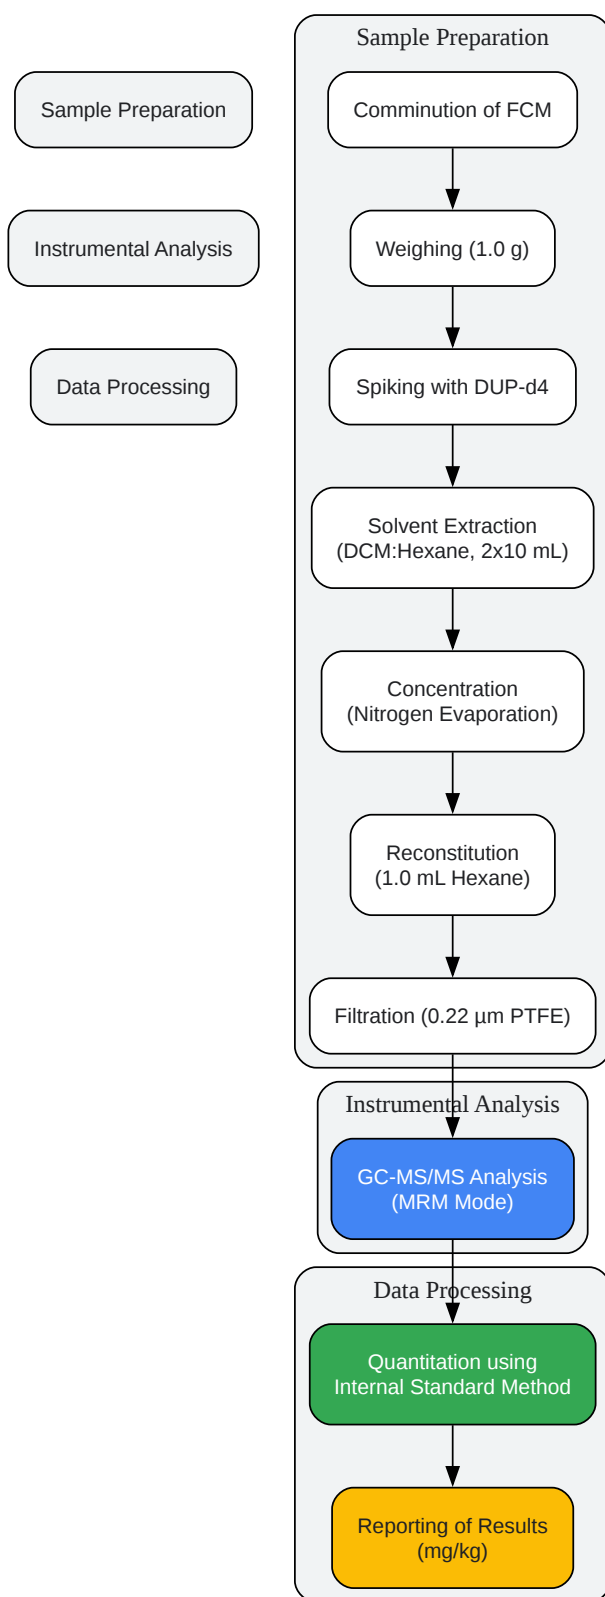 Sample Preparation
Sample Preparation
Comminution of FCM
Instrumental Analysis
Weighing (1.0 g)
Data Processing
Spiking with DUP-d4
Solvent Extraction
(DCM:Hexane, 2x10 mL)
Concentration
(Nitrogen Evaporation)
Reconstitution
(1.0 mL Hexane)
Filtration (0.22 µm PTFE)
Instrumental Analysis
GC-MS/MS Analysis
(MRM Mode)
Data Processing
Quantitation using
Internal Standard Method
Reporting of Results
(mg/kg)